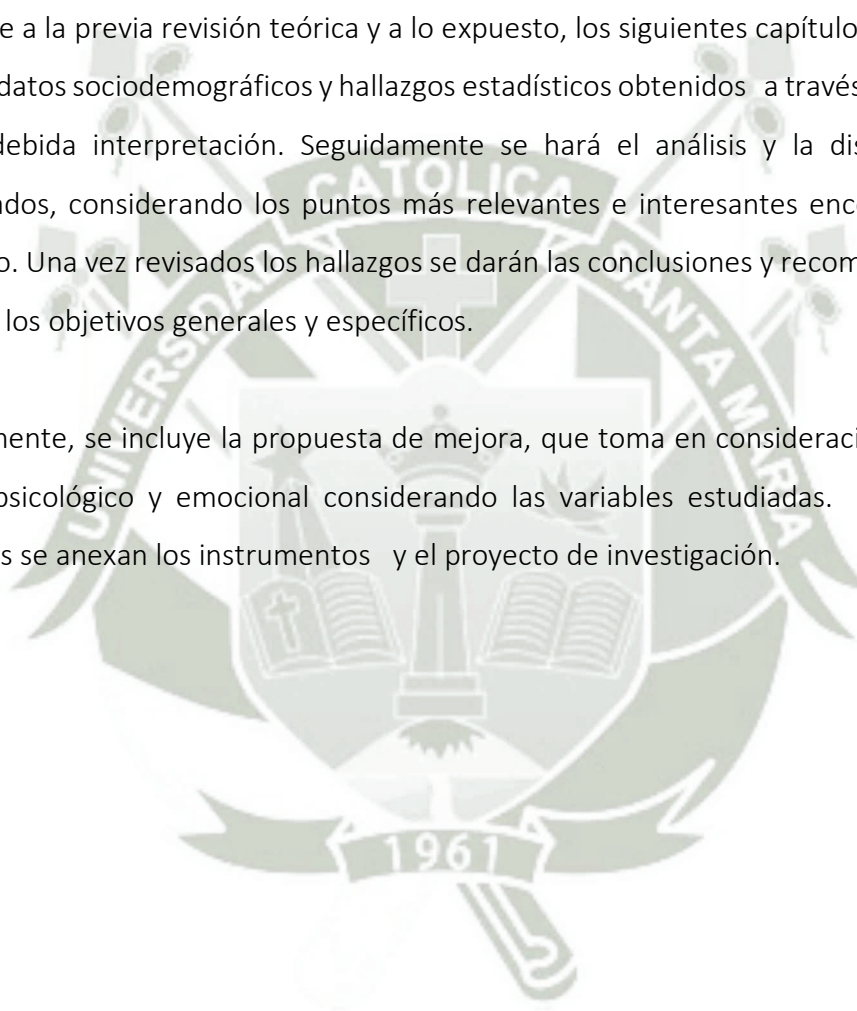 e a la previa revisión teórica y a lo expuesto, los siguientes capítulo
datos sociodemográficos y hallazgos estadísticos obtenidos a través
debida interpretación. Seguidamente se hará el análisis y la dis
ados, considerando los puntos más relevantes e interesantes enc
o. Una vez revisados los hallazgos se darán las conclusiones y recom
los objetivos generales y específicos.
mente, se incluye la propuesta de mejora, que toma en consideraci
psicológico y emocional considerando las variables estudiadas.
s se anexan los instrumentos y el proyecto de investigación.
UNIVERSIDAD CATOLICA SANTA MARIA
1961